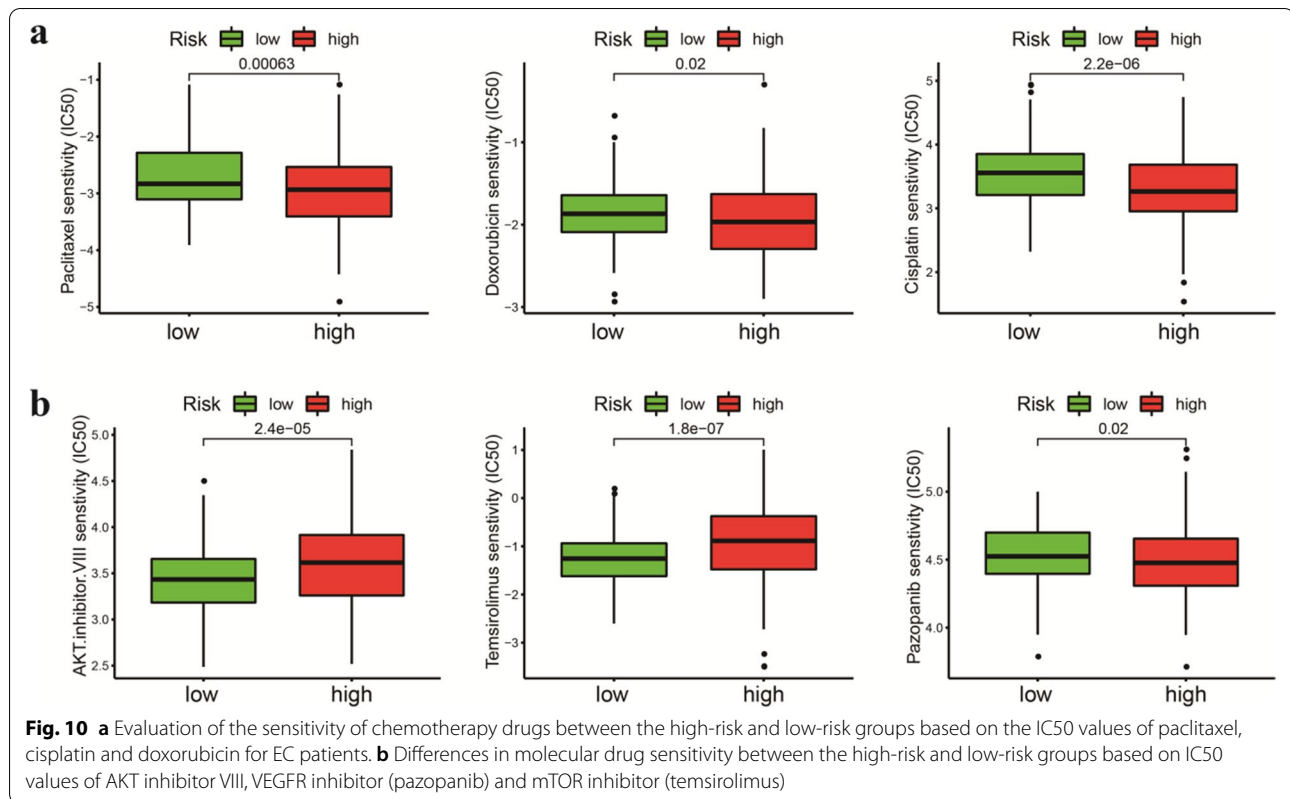 a
Risk low high
0.00063
Paclitaxel senstivity (IC50)
−1
−2
−3
−4
−5
low high
Risk low high
0.02
Doxorubicin senstivity (IC50)
−1
−2
−3
low high
Risk low high
2.2e−06
Cisplatin senstivity (IC50)
5
4
3
2
low high
b
Risk low high
2.4e−05
AKT.inhibitor.VIII senstivity (IC50)
5.0
4.5
4.0
3.5
3.0
2.5
low high
Risk low high
1.8e−07
Temsirolimus senstivity (IC50)
1
0
−1
−2
−3
low high
Risk low high
0.02
Pazopanib senstivity (IC50)
5.0
4.5
4.0
low high
Fig. 10 a Evaluation of the sensitivity of chemotherapy drugs between the high-risk and low-risk groups based on the IC50 values of paclitaxel,
cisplatin and doxorubicin for EC patients. b Differences in molecular drug sensitivity between the high-risk and low-risk groups based on IC50
values of AKT inhibitor VIII, VEGFR inhibitor (pazopanib) and mTOR inhibitor (temsirolimus)